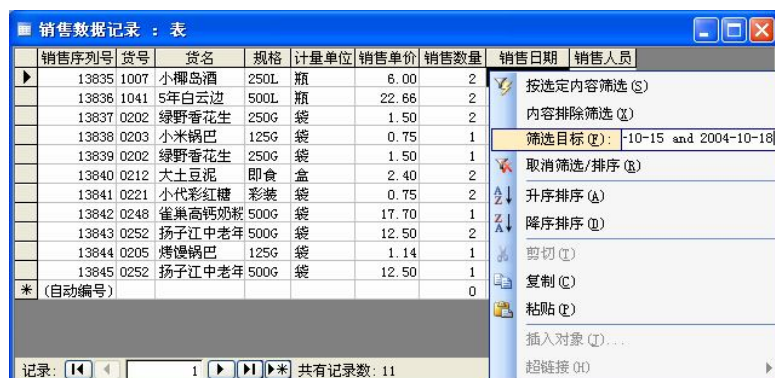 销售数据记录 : 表
销售序列号 货号 货名 规格 计量单位 销售单价 销售数量 销售日期 销售人员
13835 1007 小椰岛酒 250L 瓶 6.00 2
13836 1041 5年白云边 500L 瓶 22.66 2
13837 0202 绿野香花生 250G 袋 1.50 2
13838 0203 小米锅巴 125G 袋 0.75 1
13839 0202 绿野香花生 250G 袋 1.50 1
13840 0212 大土豆泥 即食 盒 2.40 2
13841 0221 小代彩红糖 彩装 袋 0.75 2
13842 0248 雀巢高钙奶粉 500G 袋 17.70 1
13843 0252 扬子江中老年 500G 袋 12.50 2
13844 0205 烤馒锅巴 125G 袋 1.14 1
13845 0252 扬子江中老年 500G 袋 12.50 1
(自动编号) 0
按选定内容筛选(S)
内容排除筛选(X)
筛选目标(F): -10-15 and 2004-10-18
取消筛选/排序(R)
升序排序(A)
降序排序(D)
剪切(T)
复制(C)
粘贴(P)
插入对象(I)...
超链接(H)
记录: 1 共有记录数: 11